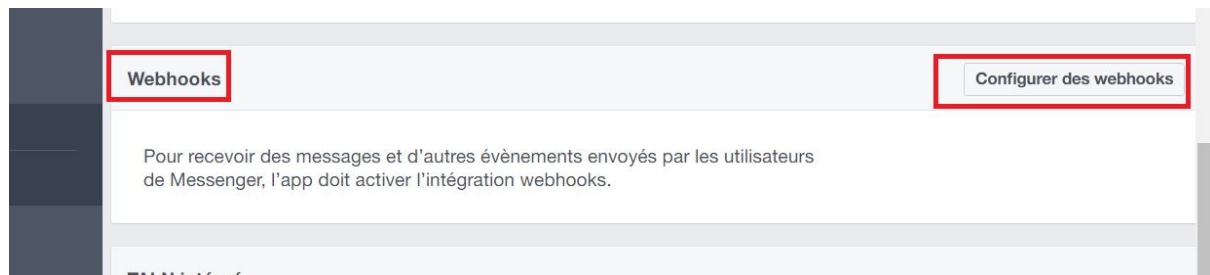 Webhooks
Configurer des webhooks
Pour recevoir des messages et d'autres évènements envoyés par les utilisateurs
de Messenger, l'app doit activer l'intégration webhooks.